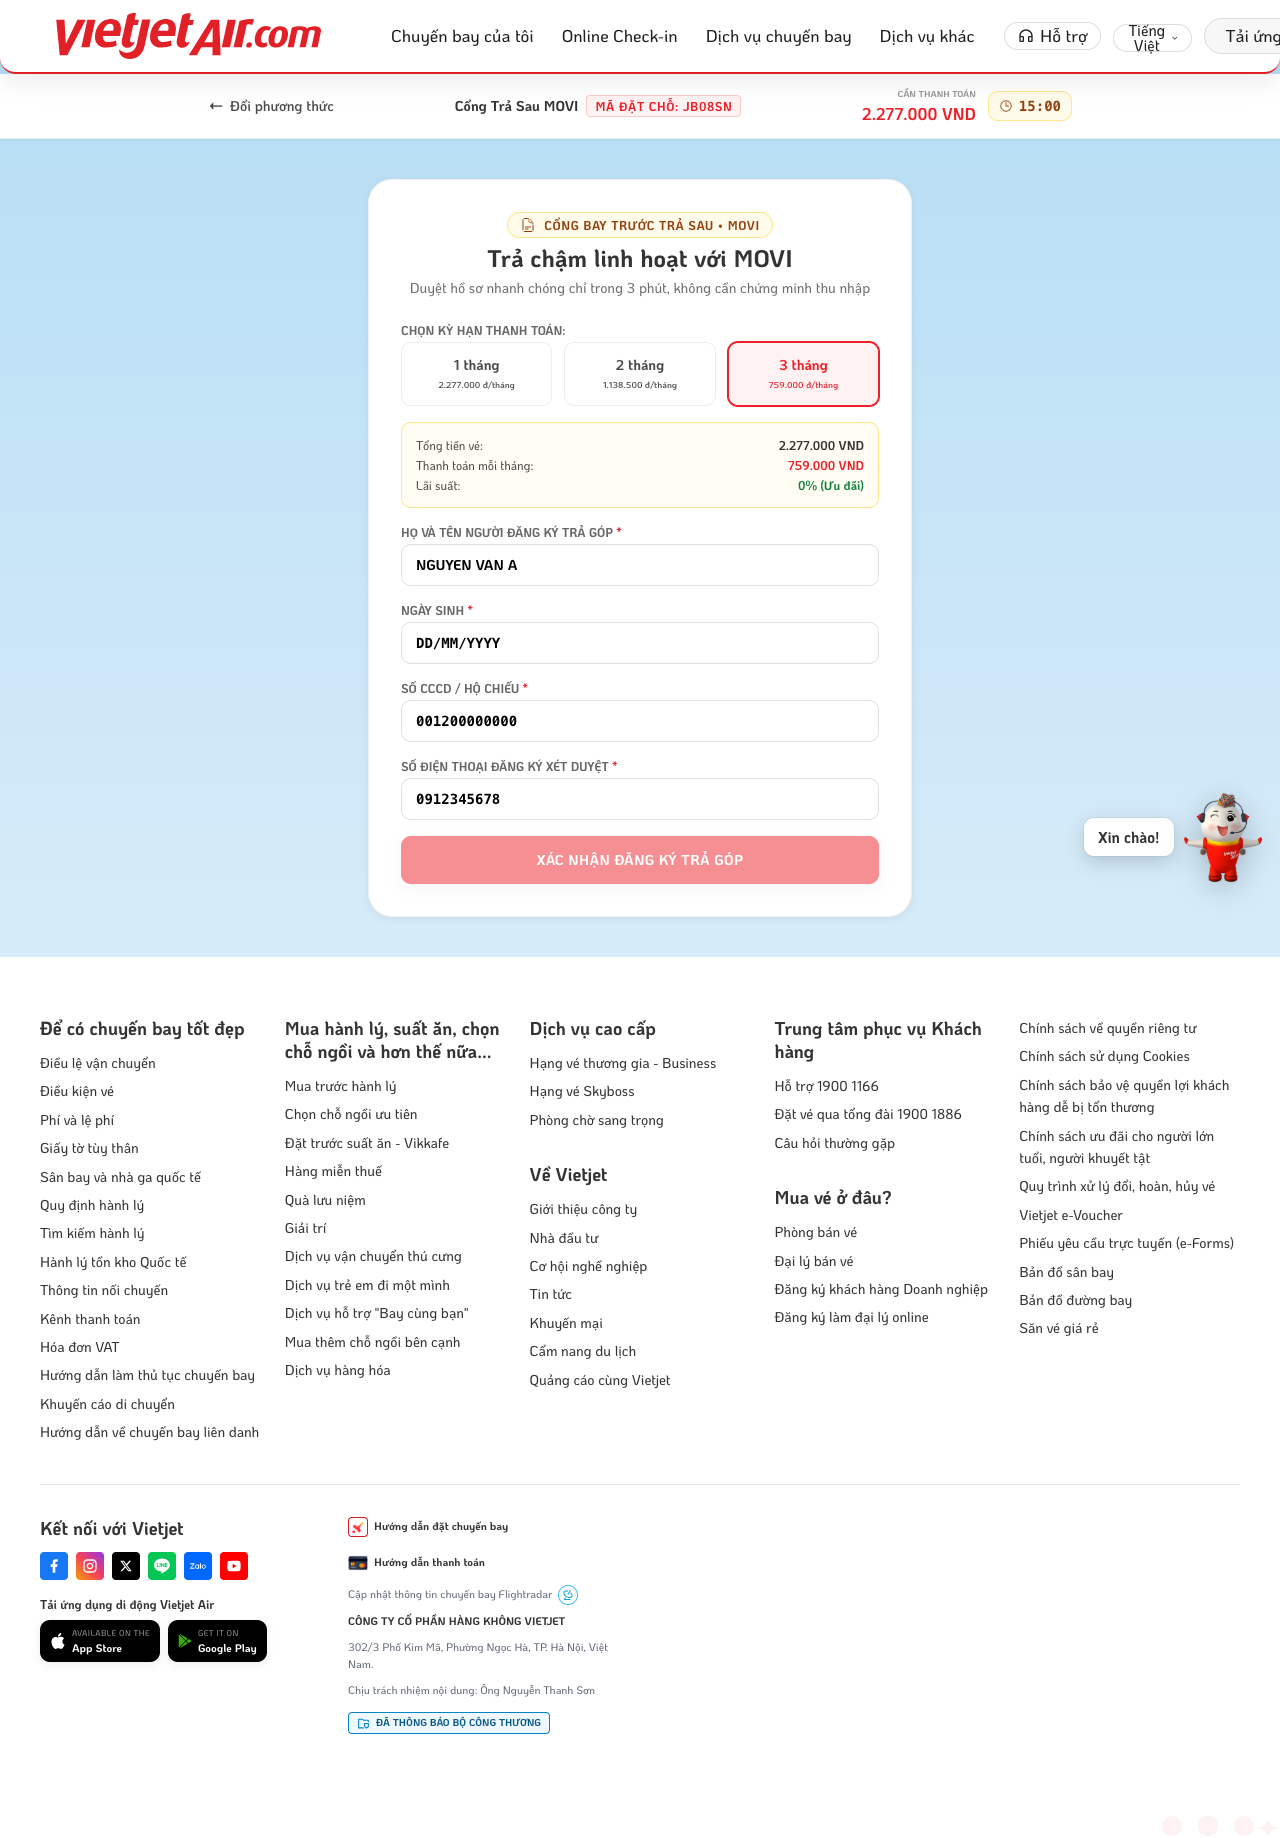 vietjetAir.com
Chuyến bay của tôi
Online Check-in
Dịch vụ chuyến bay
Dịch vụ khác
Hỗ trợ
Tiếng Việt
Tải ứng
Đổi phương thức
Cổng Trả Sau MOVI
MÃ ĐẶT CHỖ: JB08SN
CẦN THANH TOÁN
2.277.000 VND
15:00
CỔNG BAY TRƯỚC TRẢ SAU • MOVI
Trả chậm linh hoạt với MOVI
Duyệt hồ sơ nhanh chóng chỉ trong 3 phút, không cần chứng minh thu nhập
CHỌN KỲ HẠN THANH TOÁN:
1 tháng
2.277.000 đ/tháng
2 tháng
1.138.500 đ/tháng
3 tháng
759.000 đ/tháng
Tổng tiền vé: 2.277.000 VND
Thanh toán mỗi tháng: 759.000 VND
Lãi suất: 0% (Ưu đãi)
HỌ VÀ TÊN NGƯỜI ĐĂNG KÝ TRẢ GÓP *
NGUYEN VAN A
NGÀY SINH *
DD/MM/YYYY
SỐ CCCD / HỘ CHIẾU *
001200000000
SỐ ĐIỆN THOẠI ĐĂNG KÝ XÉT DUYỆT *
0912345678
XÁC NHẬN ĐĂNG KÝ TRẢ GÓP
Xin chào!
Để có chuyến bay tốt đẹp
Điều lệ vận chuyển
Điều kiện vé
Phí và lệ phí
Giấy tờ tùy thân
Sân bay và nhà ga quốc tế
Quy định hành lý
Tìm kiếm hành lý
Hành lý tồn kho Quốc tế
Thông tin nối chuyến
Kênh thanh toán
Hóa đơn VAT
Hướng dẫn làm thủ tục chuyến bay
Khuyến cáo di chuyển
Hướng dẫn về chuyến bay liên danh
Mua hành lý, suất ăn, chọn
chỗ ngồi và hơn thế nữa...
Mua trước hành lý
Chọn chỗ ngồi ưu tiên
Đặt trước suất ăn - Vikkafe
Hàng miễn thuế
Quà lưu niệm
Giải trí
Dịch vụ vận chuyển thú cưng
Dịch vụ trẻ em đi một mình
Dịch vụ hỗ trợ "Bay cùng bạn"
Mua thêm chỗ ngồi bên cạnh
Dịch vụ hàng hóa
Dịch vụ cao cấp
Hạng vé thương gia - Business
Hạng vé Skyboss
Phòng chờ sang trọng
Về Vietjet
Giới thiệu công ty
Nhà đầu tư
Cơ hội nghề nghiệp
Tin tức
Khuyến mại
Cẩm nang du lịch
Quảng cáo cùng Vietjet
Trung tâm phục vụ Khách
hàng
Hỗ trợ 1900 1166
Đặt vé qua tổng đài 1900 1886
Câu hỏi thường gặp
Mua vé ở đâu?
Phòng bán vé
Đại lý bán vé
Đăng ký khách hàng Doanh nghiệp
Đăng ký làm đại lý online
Chính sách về quyền riêng tư
Chính sách sử dụng Cookies
Chính sách bảo vệ quyền lợi khách
hàng dễ bị tổn thương
Chính sách ưu đãi cho người lớn
tuổi, người khuyết tật
Quy trình xử lý đổi, hoàn, hủy vé
Vietjet e-Voucher
Phiếu yêu cầu trực tuyến (e-Forms)
Bản đồ sân bay
Bản đồ đường bay
Săn vé giá rẻ
Kết nối với Vietjet
LINE
Zalo
Tải ứng dụng di động Vietjet Air
AVAILABLE ON THE
App Store
GET IT ON
Google Play
Hướng dẫn đặt chuyến bay
Hướng dẫn thanh toán
Cập nhật thông tin chuyến bay Flightradar
CÔNG TY CỔ PHẦN HÀNG KHÔNG VIETJET
302/3 Phố Kim Mã, Phường Ngọc Hà, TP. Hà Nội, Việt
Nam.
Chịu trách nhiệm nội dung: Ông Nguyễn Thanh Sơn
ĐÃ THÔNG BÁO BỘ CÔNG THƯƠNG